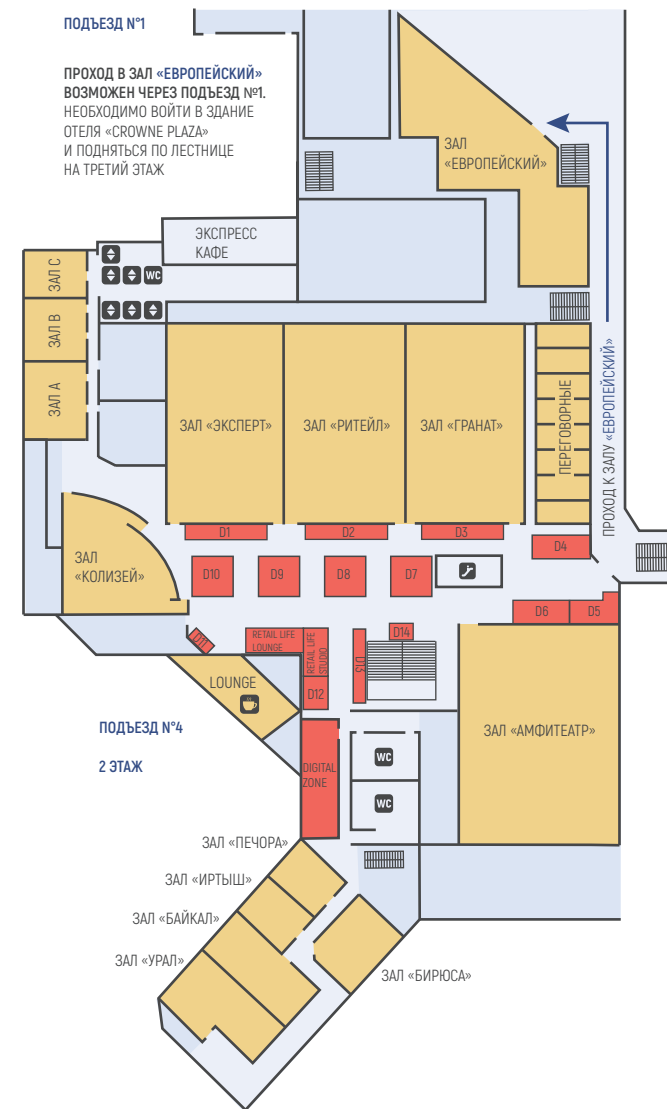 ПОДЪЕЗД №1
ПРОХОД В ЗАЛ «ЕВРОПЕЙСКИЙ»
ВОЗМОЖЕН ЧЕРЕЗ ПОДЪЕЗД №1.
НЕОБХОДИМО ВОЙТИ В ЗДАНИЕ
ОТЕЛЯ «CROWNE PLAZA»
И ПОДНЯТЬСЯ ПО ЛЕСТНИЦЕ
НА ТРЕТИЙ ЭТАЖ
ЗАЛ
«ЕВРОПЕЙСКИЙ»
ЭКСПРЕСС
КАФЕ
WC
ЗАЛ C
ЗАЛ B
ЗАЛ A
ЗАЛ «ЭКСПЕРТ»
ЗАЛ «РИТЕЙЛ»
ЗАЛ «ГРАНАТ»
ПЕРЕГОВОРНЫЕ
ПРОХОД К ЗАЛУ «ЕВРОПЕЙСКИЙ»
D1
D2
D3
D4
ЗАЛ
«КОЛИЗЕЙ»
D10
D9
D8
D7
D6
D5
D11
RETAIL LIFE
LOUNGE
RETAIL LIFE
STUDIO
D13
D14
LOUNGE
D12
ПОДЪЕЗД №4
2 ЭТАЖ
ЗАЛ «АМФИТЕАТР»
DIGITAL
ZONE
WC
WC
ЗАЛ «ПЕЧОРА»
ЗАЛ «ИРТЫШ»
ЗАЛ «БАЙКАЛ»
ЗАЛ «УРАЛ»
ЗАЛ «БИРЮСА»